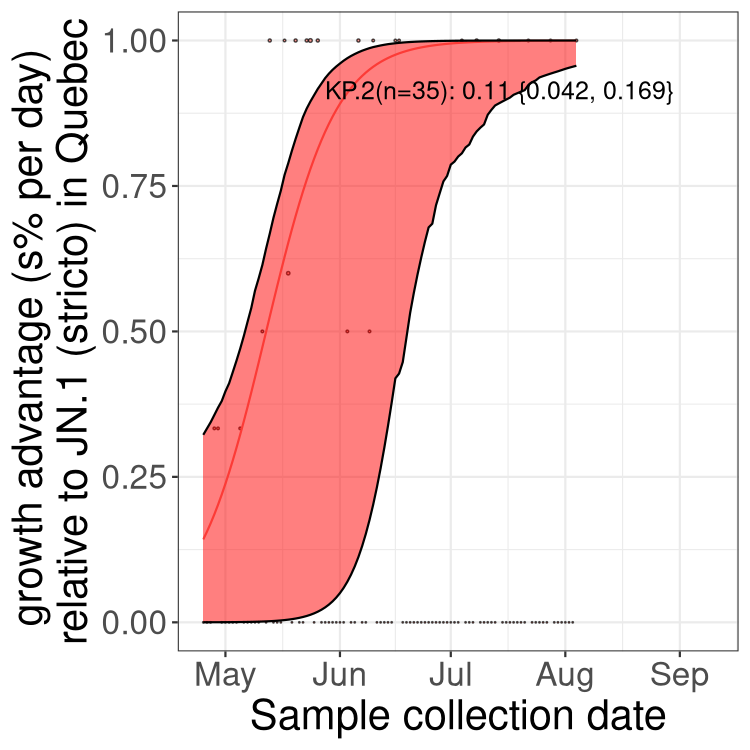 growth advantage (s% per day)
relative to JN.1 (stricto) in Quebec
1.00
0.75
0.50
0.25
0.00
KP.2(n=35): 0.11 {0.042, 0.169}
May Jun Jul Aug Sep
Sample collection date